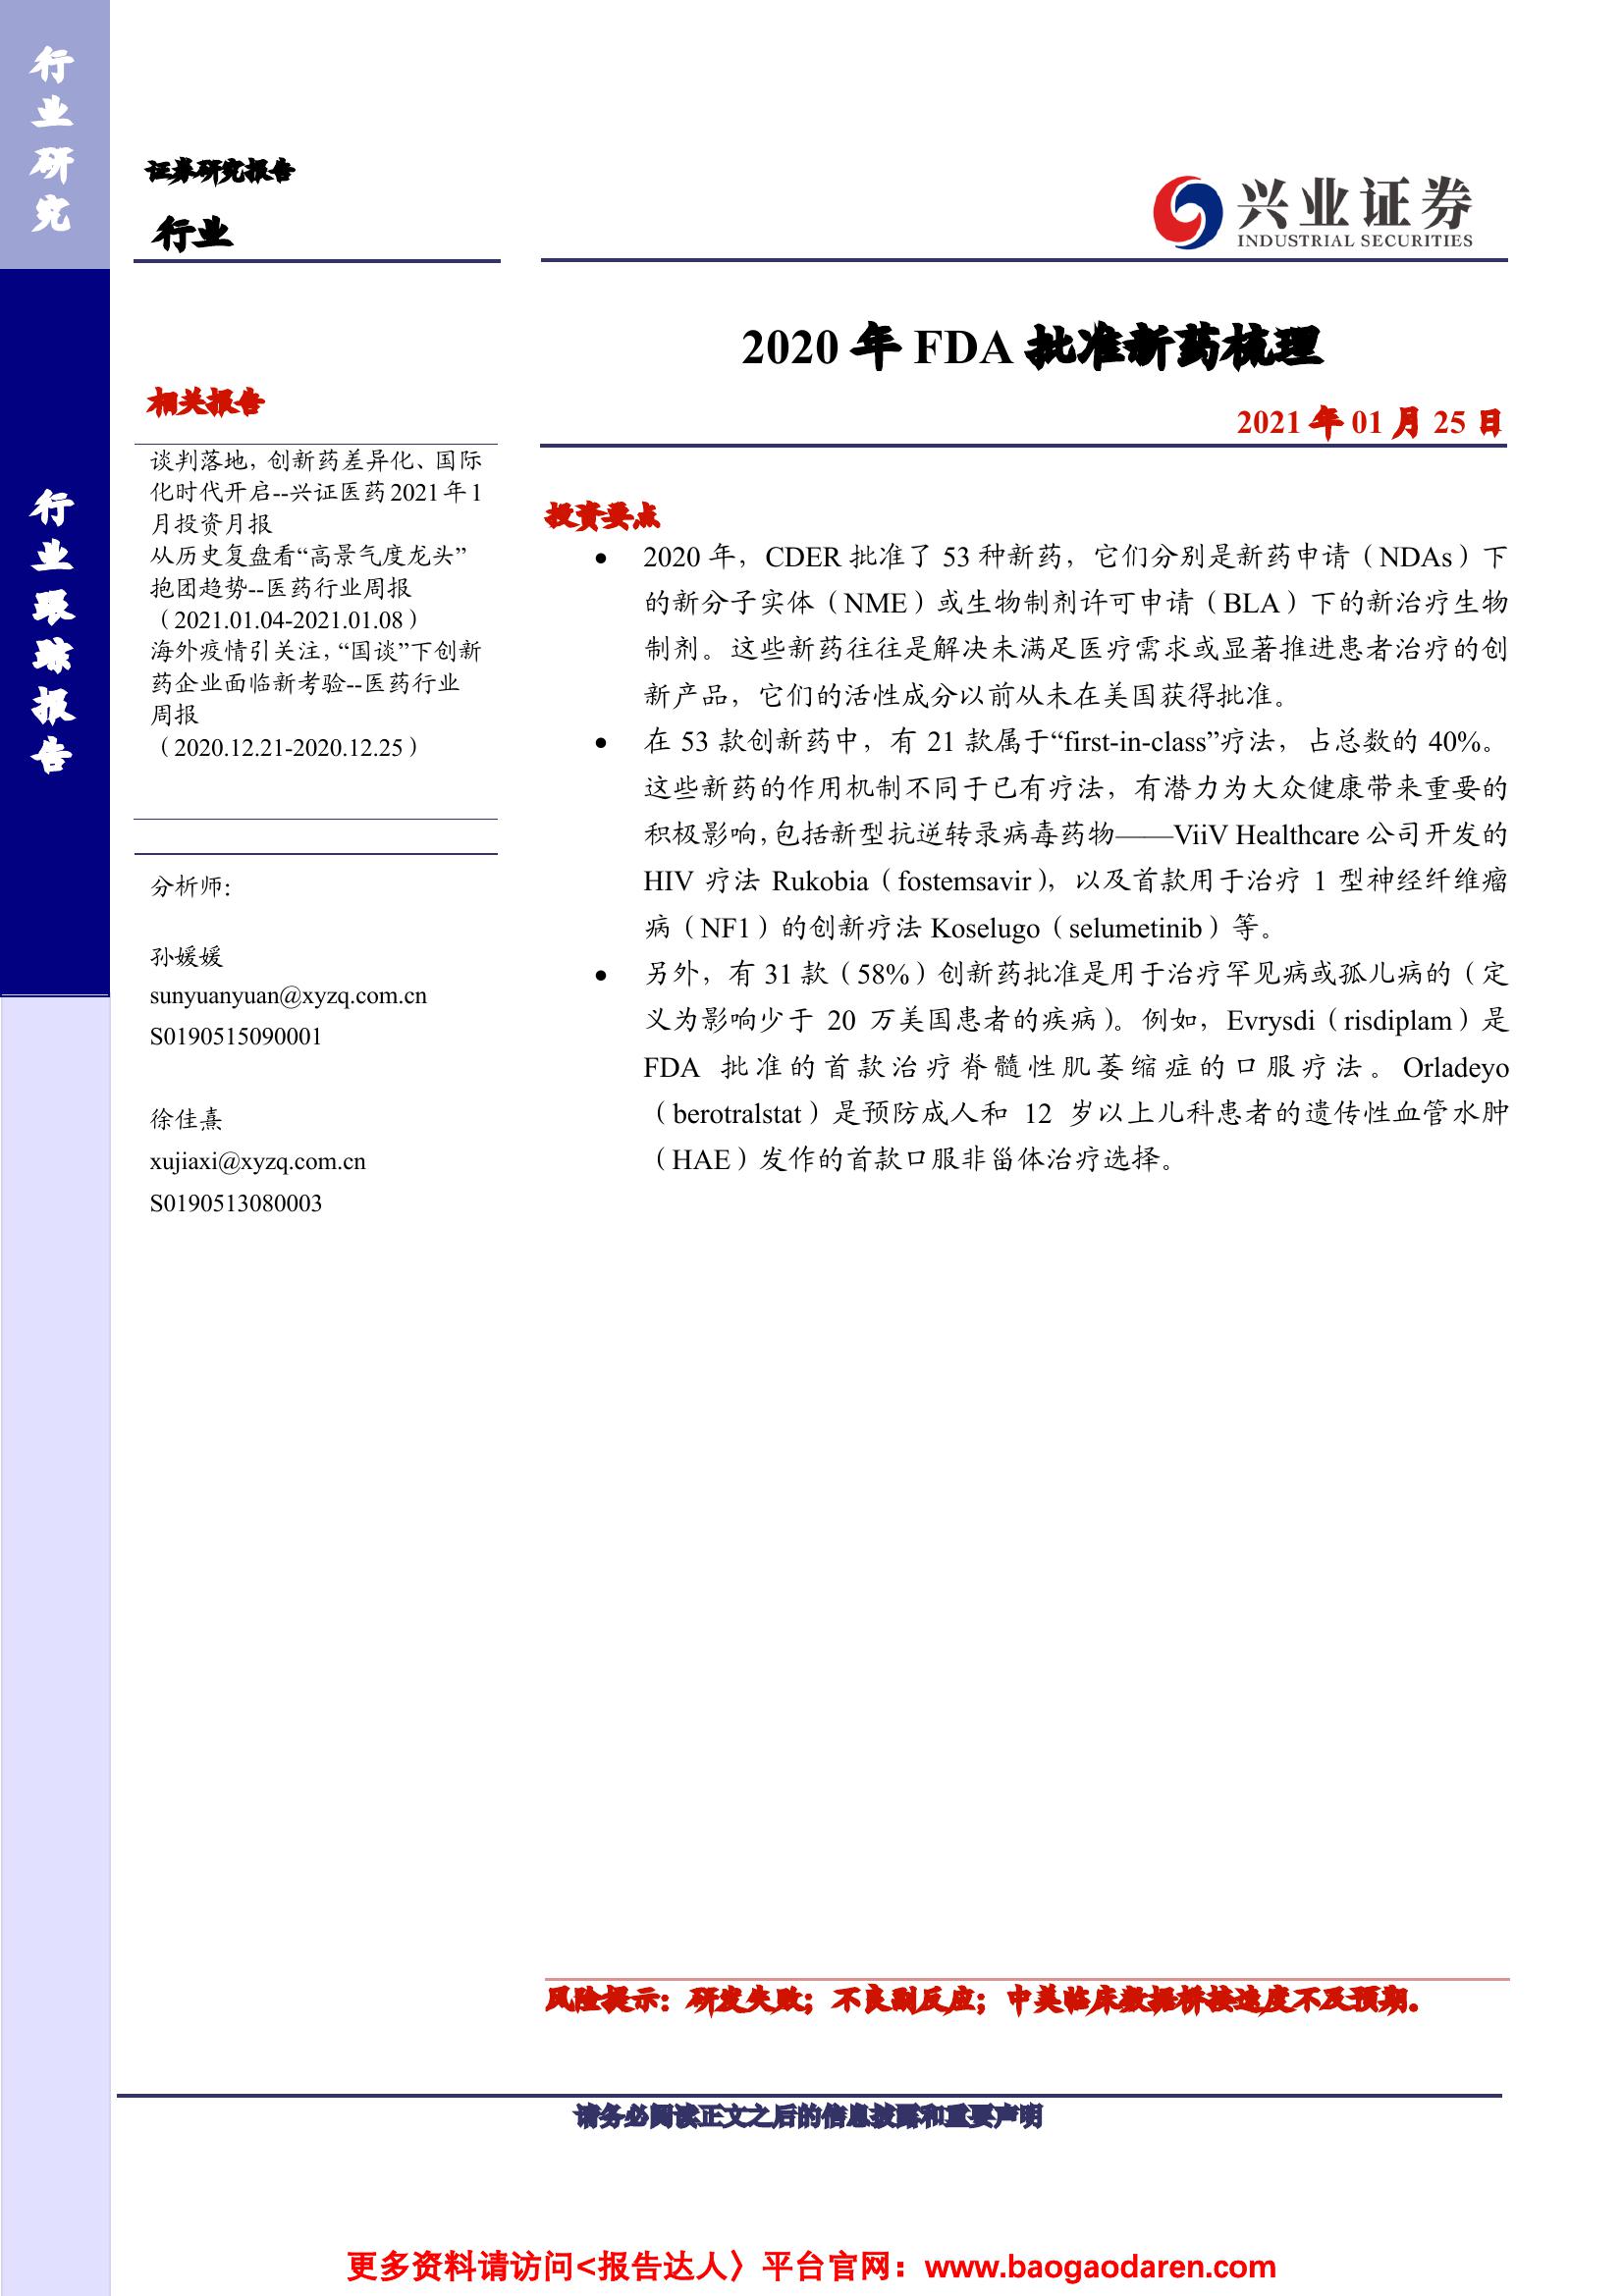 行业研究
行业跟踪报告
证券研究报告
行业
兴业证券
INDUSTRIAL SECURITIES
2020 年 FDA 批准新药梳理
2021 年 01 月 25 日
相关报告
谈判落地，创新药差异化、国际
化时代开启--兴证医药2021年1
月投资月报
从历史复盘看“高景气度龙头”
抱团趋势--医药行业周报
（2021.01.04-2021.01.08）
海外疫情引关注，“国谈”下创新
药企业面临新考验--医药行业
周报
（2020.12.21-2020.12.25）
分析师：
孙媛媛
sunyuanyuan@xyzq.com.cn
S0190515090001
徐佳熹
xujiaxi@xyzq.com.cn
S0190513080003
投资要点
● 2020 年，CDER 批准了 53 种新药，它们分别是新药申请（NDAs）下
的新分子实体（NME）或生物制剂许可申请（BLA）下的新治疗生物
制剂。这些新药往往是解决未满足医疗需求或显著推进患者治疗的创
新产品，它们的活性成分以前从未在美国获得批准。
● 在 53 款创新药中，有 21 款属于“first-in-class”疗法，占总数的 40%。
这些新药的作用机制不同于已有疗法，有潜力为大众健康带来重要的
积极影响，包括新型抗逆转录病毒药物——ViiV Healthcare 公司开发的
HIV 疗法 Rukobia（fostemsavir），以及首款用于治疗 1 型神经纤维瘤
病（NF1）的创新疗法 Koselugo（selumetinib）等。
● 另外，有 31 款（58%）创新药批准是用于治疗罕见病或孤儿病的（定
义为影响少于 20 万美国患者的疾病）。例如，Evrysdi（risdiplam）是
FDA 批准的首款治疗脊髓性肌萎缩症的口服疗法。Orladeyo
（berotralstat）是预防成人和 12 岁以上儿科患者的遗传性血管水肿
（HAE）发作的首款口服非甾体治疗选择。
风险提示：研发失败；不良副反应；中美临床数据桥接速度不及预期。
请务必阅读正文之后的信息披露和重要声明
更多资料请访问<报告达人〉平台官网：www.baogaodaren.com